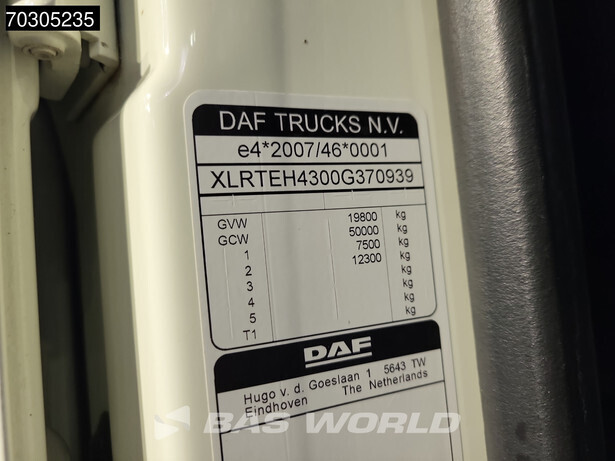 70305235
DAF TRUCKS N.V.
e4*2007/46*0001
XLRTEH4300G370939
GVW 19800 kg
GCW 50000 kg
1 7500 kg
2 12300 kg
3 kg
4 kg
5 kg
T1 kg
DAF
Hugo v. d. Goeslaan 1 5643 TW
Eindhoven The Netherlands
BAS WORLD